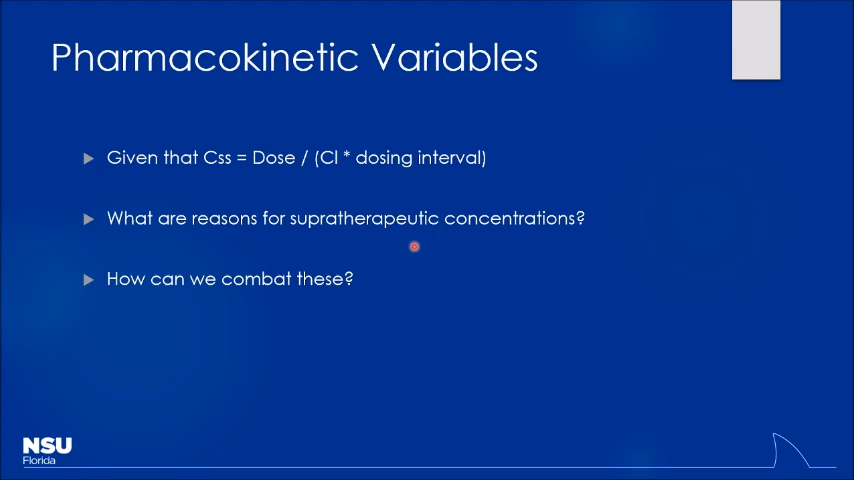 Pharmacokinetic Variables
Given that Css = Dose / (Cl * dosing interval)
What are reasons for supratherapeutic concentrations?
How can we combat these?
NSU
Florida